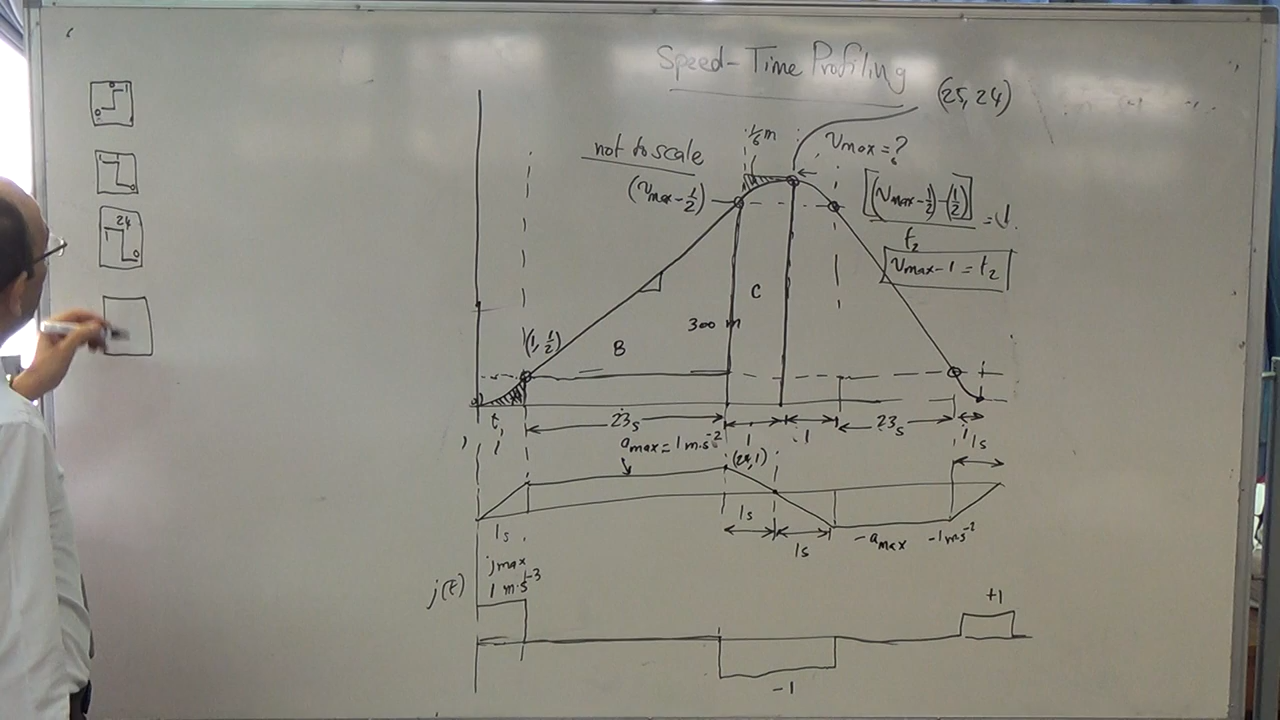 Speed-Time Profiling
(25, 24)
1/6 m
not to scale
Vmax = ?
(Vmax - 1/2)
[(Vmax - 1/2) - (1/2)]
t2
= 1.
Vmax - 1 = t2
24
C
300 m
(1, 1/2)
B
0
t1
23s
1
1
23s
1
1s
amax = 1 m·s-2
(24,1)
1s
1s
1s
-amax
-1 m·s-2
jmax
1 m·s-3
j(t)
+1
-1